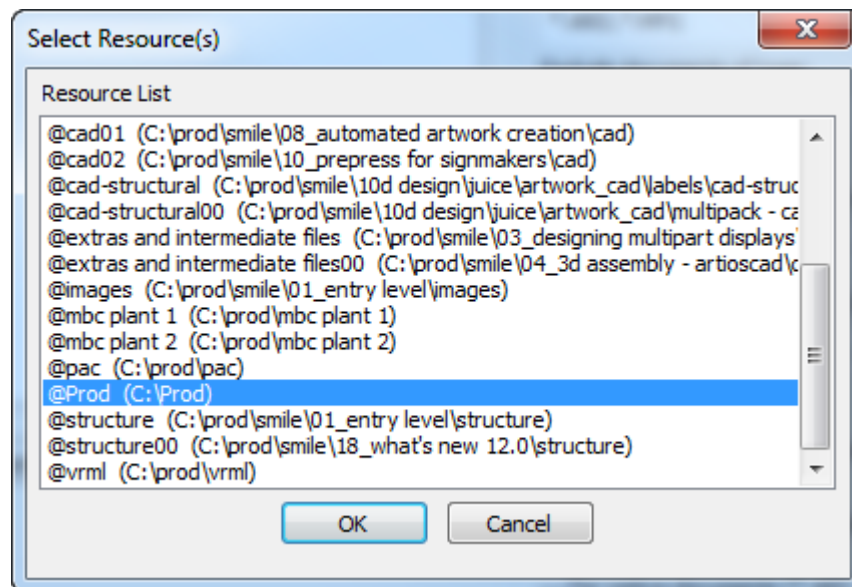 Select Resource(s)
Resource List
@cad01 (C:\prod\smile\08_automated artwork creation\cad)
@cad02 (C:\prod\smile\10_prepress for signmakers\cad)
@cad-structural (C:\prod\smile\10d design\juice\artwork_cad\labels\cad-struc
@cad-structural00 (C:\prod\smile\10d design\juice\artwork_cad\multipack - ca
@extras and intermediate files (C:\prod\smile\03_designing multipart displays\
@extras and intermediate files00 (C:\prod\smile\04_3d assembly - artioscad\c
@images (C:\prod\smile\01_entry level\images)
@mbc plant 1 (C:\prod\mbc plant 1)
@mbc plant 2 (C:\prod\mbc plant 2)
@pac (C:\prod\pac)
@Prod (C:\Prod)
@structure (C:\prod\smile\01_entry level\structure)
@structure00 (C:\prod\smile\18_what's new 12.0\structure)
@vrml (C:\prod\vrml)
OK Cancel